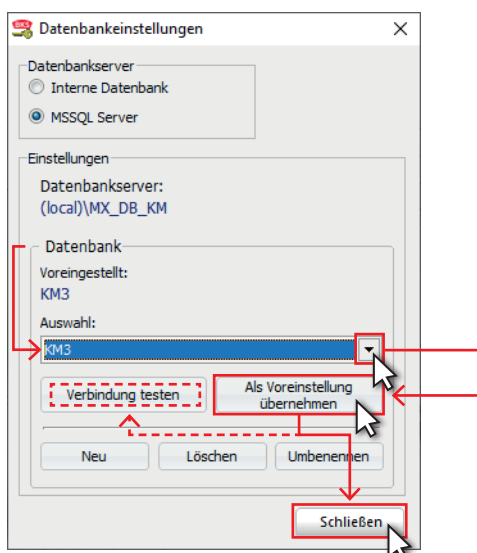 BKS
Datenbankeinstellungen
Datenbankserver
Interne Datenbank
MSSQL Server
Einstellungen
Datenbankserver:
(local)\MX_DB_KM
Datenbank
Voreingestellt:
KM3
Auswahl:
KM3
Verbindung testen
Als Voreinstellung
übernehmen
Neu
Löschen
Umbenennen
Schließen